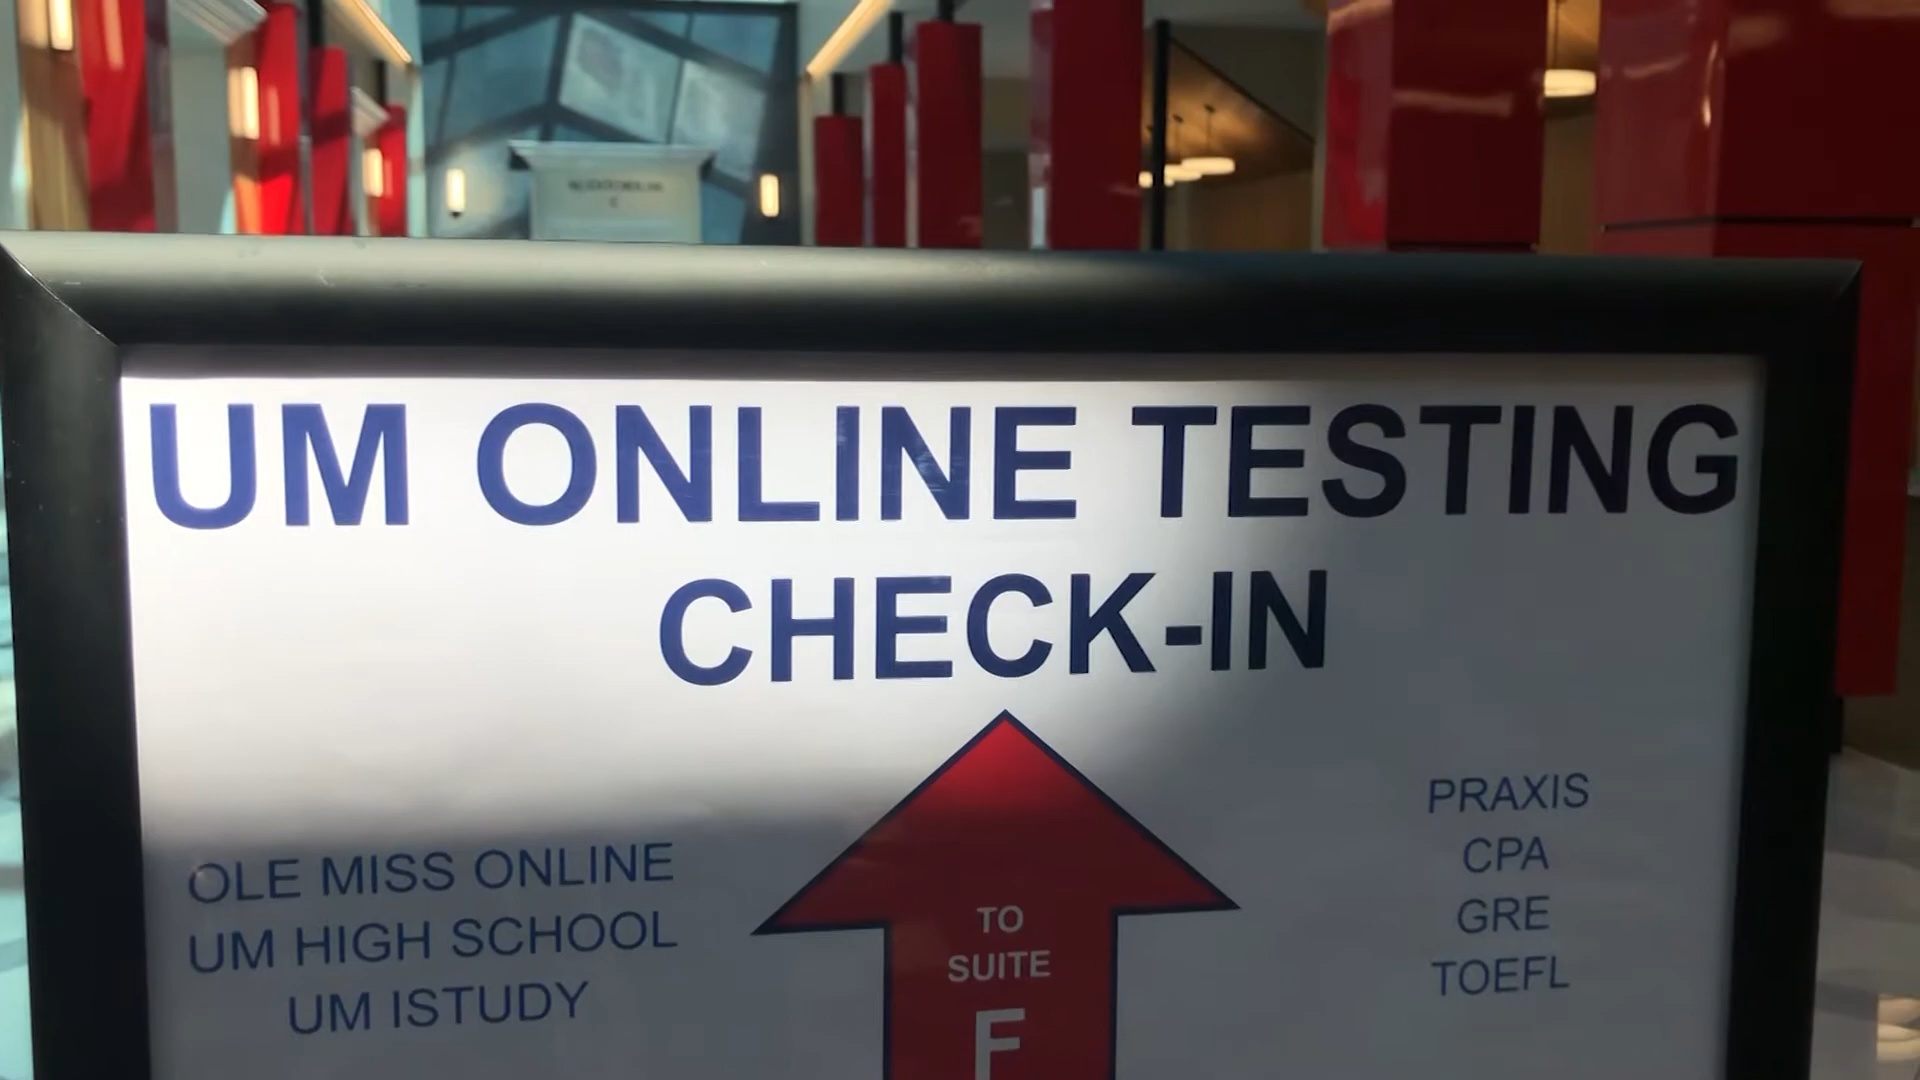 UM ONLINE TESTING
CHECK-IN
OLE MISS ONLINE
UM HIGH SCHOOL
UM ISTUDY
TO
SUITE
F
PRAXIS
CPA
GRE
TOEFL